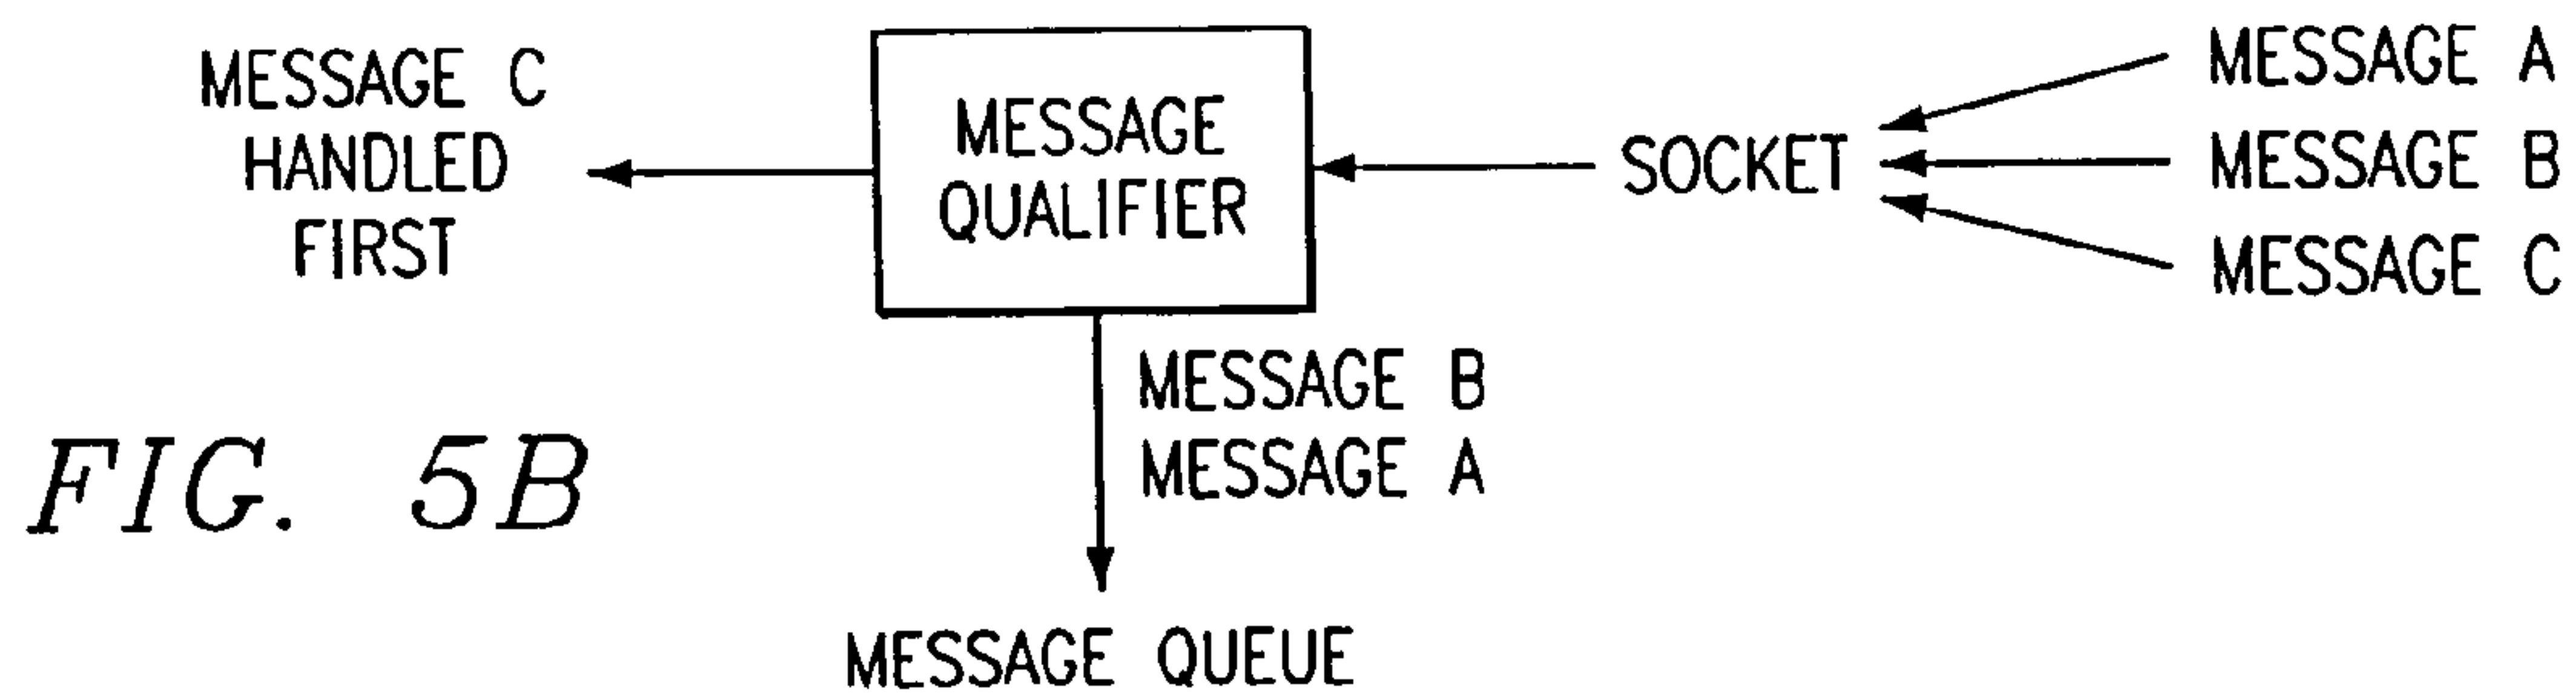 MESSAGE C
HANDLED
FIRST
MESSAGE
QUALIFIER
SOCKET
MESSAGE A
MESSAGE B
MESSAGE C
MESSAGE B
MESSAGE A
FIG. 5B
MESSAGE QUEUE